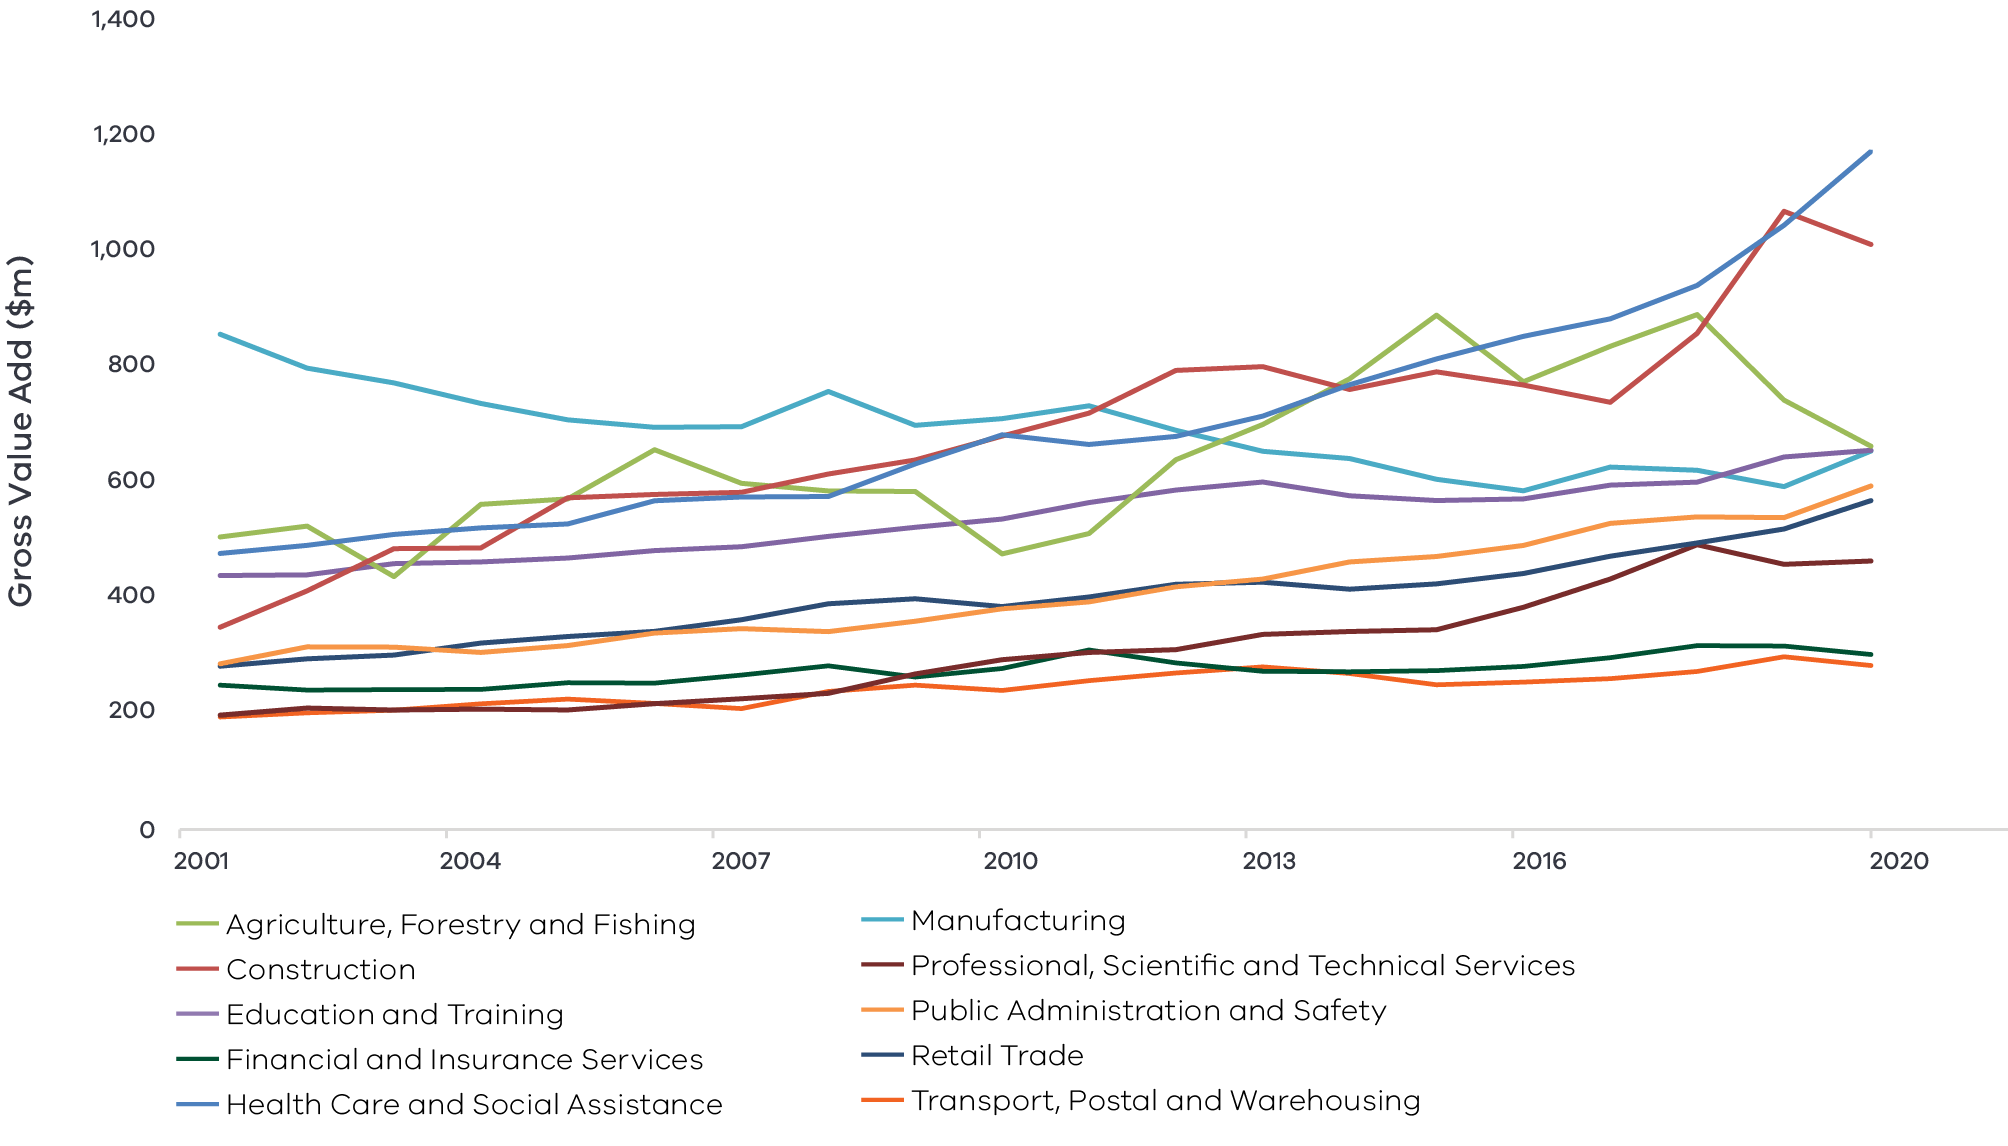 1,400
1,200
1,000
800
600
400
200
0
Gross Value Add ($m)
2001 2004 2007 2010 2013 2016 2020
Agriculture, Forestry and Fishing
Construction
Education and Training
Financial and Insurance Services
Health Care and Social Assistance
Manufacturing
Professional, Scientific and Technical Services
Public Administration and Safety
Retail Trade
Transport, Postal and Warehousing